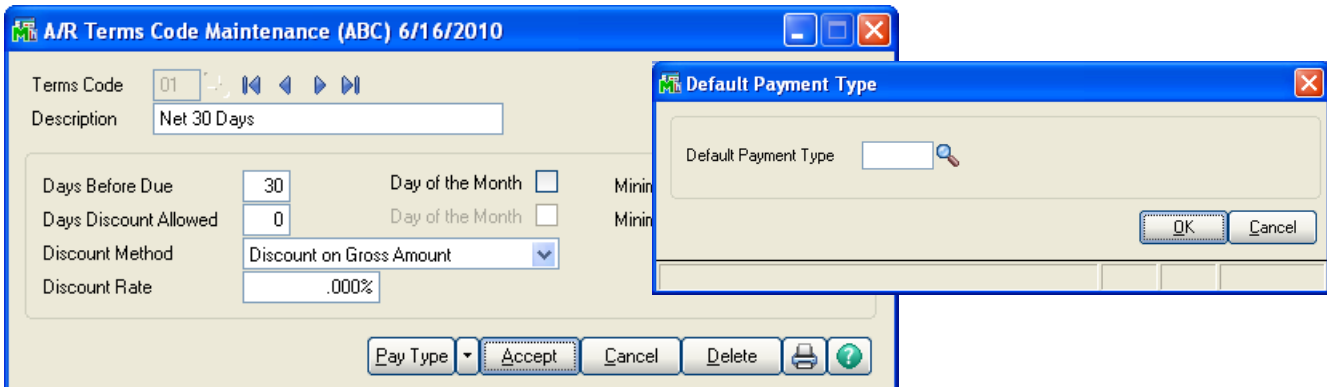 A/R Terms Code Maintenance (ABC) 6/16/2010
Terms Code 01
Description Net 30 Days
Days Before Due 30 Day of the Month Minin
Days Discount Allowed 0 Day of the Month Minin
Discount Method Discount on Gross Amount
Discount Rate .000%
Pay Type Accept Cancel Delete
Default Payment Type
Default Payment Type
OK Cancel